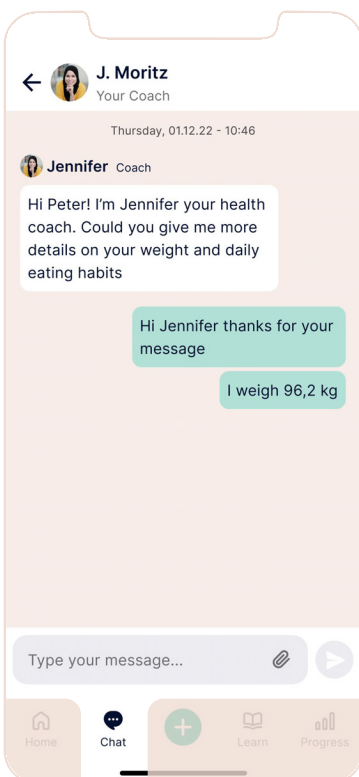 J. Moritz
Your Coach
Thursday, 01.12.22 - 10:46
Jennifer Coach
Hi Peter! I'm Jennifer your health
coach. Could you give me more
details on your weight and daily
eating habits
Hi Jennifer thanks for your
message
I weigh 96,2 kg
Type your message...
Home
Chat
Learn
Progress